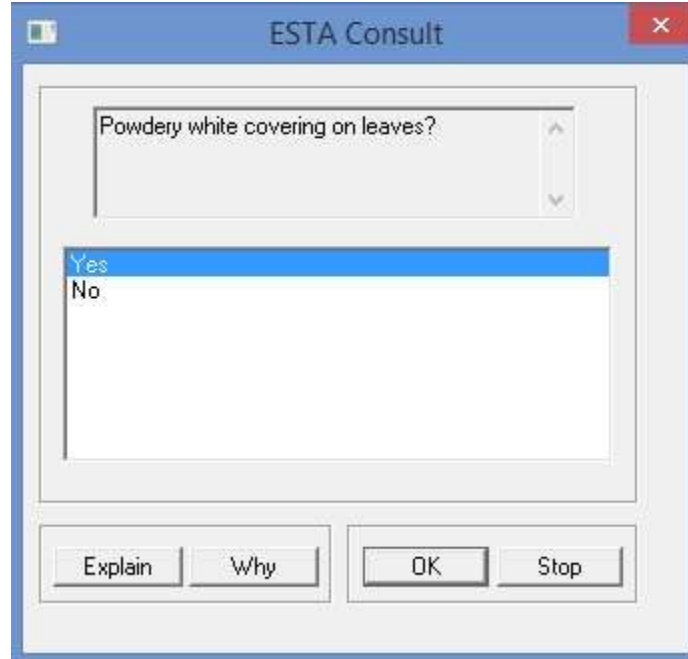 ESTA Consult
Powdery white covering on leaves?
Yes
No
Explain
Why
OK
Stop